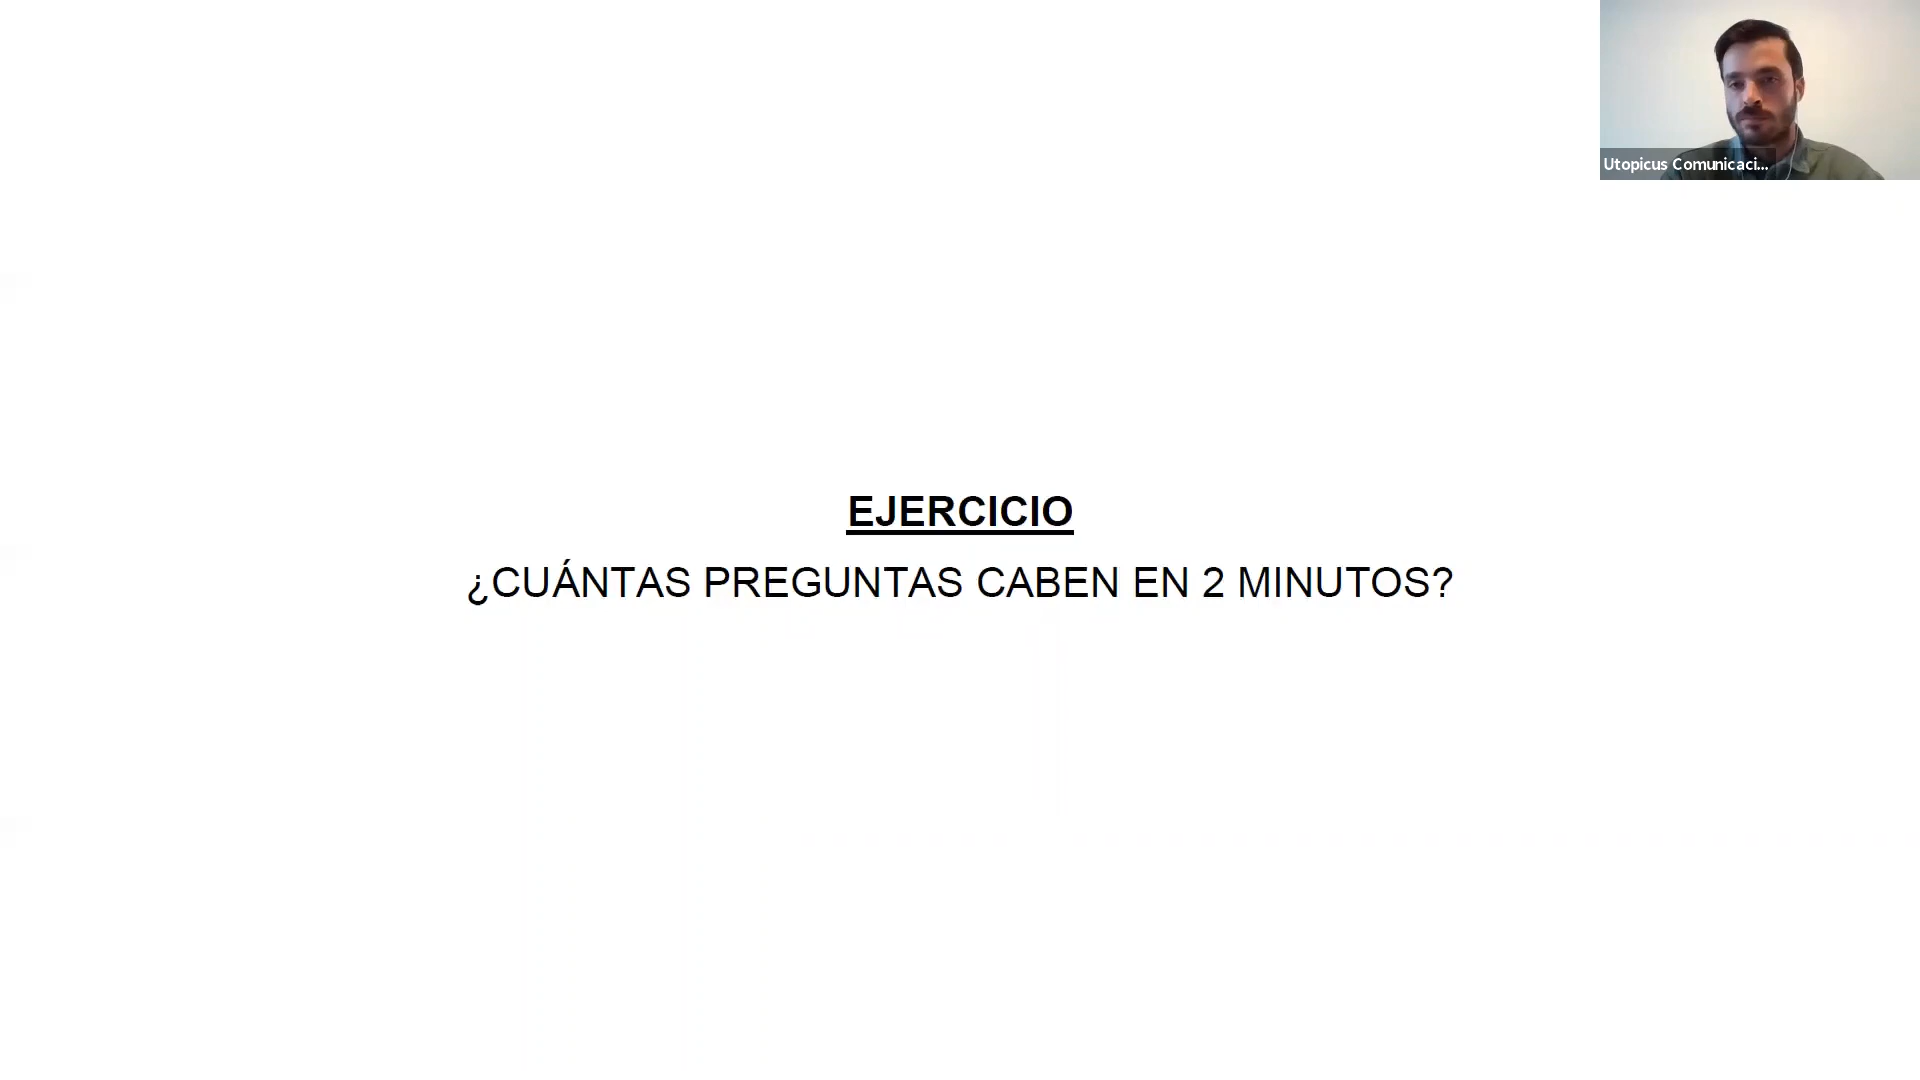 Utopicus Comunicaci...
EJERCICIO
¿CUÁNTAS PREGUNTAS CABEN EN 2 MINUTOS?